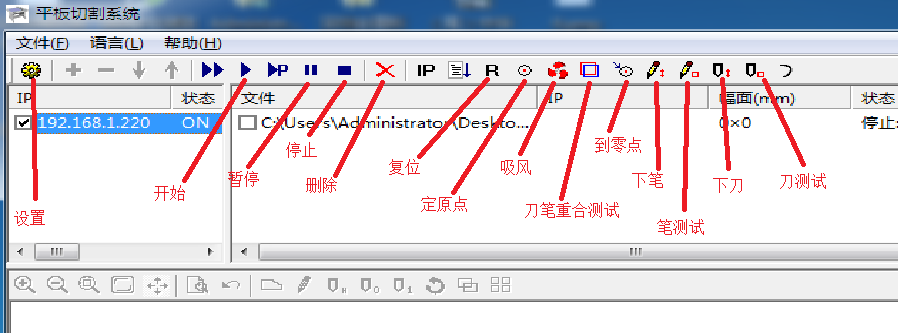 平板切割系统
文件(F) 语言(L) 帮助(H)
P IP R
IP 状态 文件 IP 幅面(mm) 状态
192.168.1.220 ON C:\Users\Administrator\Deskto... 0×0 停止
设置
开始
暂停
停止
删除
复位
定原点
吸风
刀笔重合测试
到零点
下笔
笔测试
下刀
刀测试
H 0 1